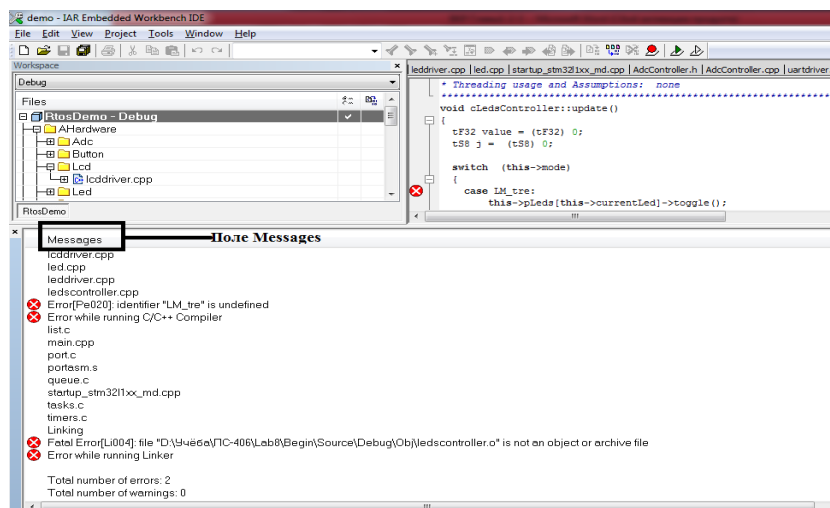 demo - IAR Embedded Workbench IDE
File Edit View Project Tools Window Help
Workspace
Debug
Files
RtosDemo - Debug
AHardware
Adc
Button
Lcd
lcddriver.cpp
Led
RtosDemo
leddriver.cpp | led.cpp | startup_stm32l1xx_md.cpp | AdcController.h | AdcController.cpp | uartdriver
* Threading usage and Assumptions: none
void cLedsController::update()
{
tF32 value = (tF32) 0;
tS8 j = (tS8) 0;
switch (this->mode)
{
case LM_tre:
this->pLeds[this->currentLed]->toggle();
Messages
Поле Messages
lcddriver.cpp
led.cpp
leddriver.cpp
ledscontroller.cpp
Error[Pe020]: identifier "LM_tre" is undefined
Error while running C/C++ Compiler
list.c
main.cpp
port.c
portasm.s
queue.c
startup_stm32l1xx_md.cpp
tasks.c
timers.c
Linking
Fatal Error[Li004]: file "D:\Учёба\ПС-406\Lab8\Begin\Source\Debug\Obj\ledscontroller.o" is not an object or archive file
Error while running Linker
Total number of errors: 2
Total number of warnings: 0